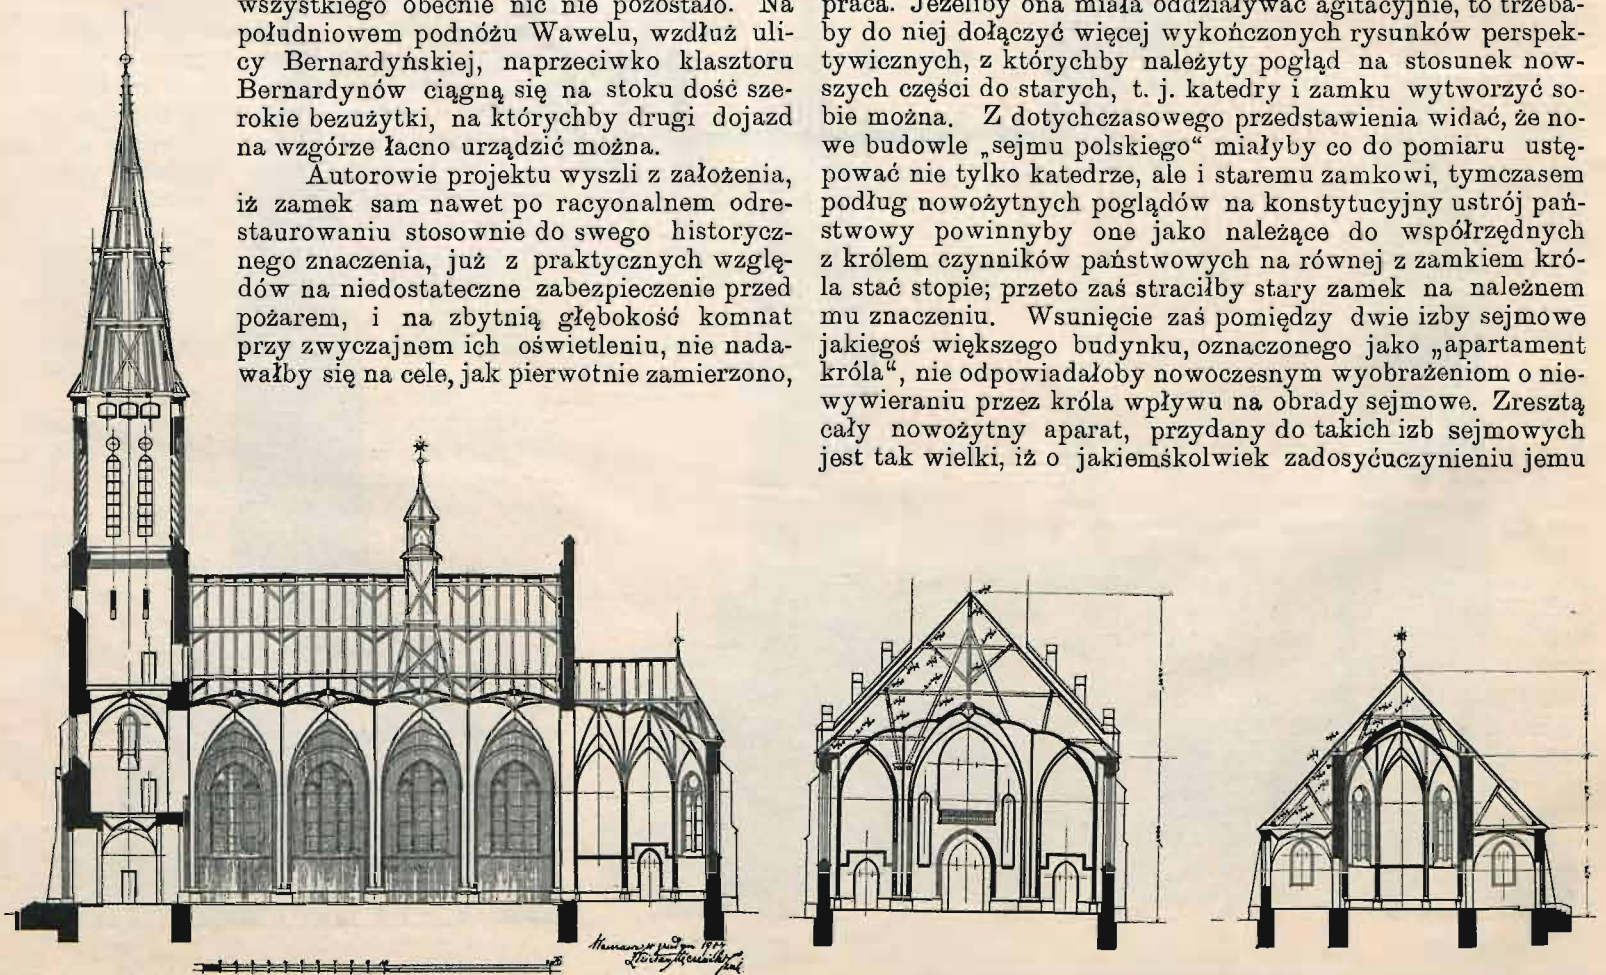 wszystkiego obecnie nic nie pozostało. Na
południowem podnóżu Wawelu, wzdłuż uli-
cy Bernardyńskiej, naprzeciwko klasztoru
Bernardynów ciągną się na stoku dość sze-
rokie bezużytki, na którychby drugi dojazd
na wzgórze łacno urządzić można.
Autorowie projektu wyszli z założenia,
iż zamek sam nawet po racyonalnem odre-
staurowaniu stosownie do swego historycz-
nego znaczenia, już z praktycznych wzglę-
dów na niedostateczne zabezpieczenie przed
pożarem, i na zbytnią głębokość komnat
przy zwyczajnem ich oświetleniu, nie nada-
wałby się na cele, jak pierwotnie zamierzono,
praca. Jeżeliby ona miała oddziaływać agitacyjnie, to trzeba-
by do niej dołączyć więcej wykończonych rysunków perspek-
tywicznych, z którychby należyty pogląd na stosunek now-
szych części do starych, t. j. katedry i zamku wytworzyć so-
bie można. Z dotychczasowego przedstawienia widać, że no-
we budowle „sejmu polskiego“ miałyby co do pomiaru ustę-
pować nie tylko katedrze, ale i staremu zamkowi, tymczasem
podług nowożytnych poglądów na konstytucyjny ustrój pań-
stwowy powinnyby one jako należące do współrzędnych
z królem czynników państwowych na równej z zamkiem kró-
la stać stopie; przeto zaś straciłby stary zamek na należnem
mu znaczeniu. Wsunięcie zaś pomiędzy dwie izby sejmowe
jakiegoś większego budynku, oznaczonego jako „apartament
króla“, nie odpowiadałoby nowoczesnym wyobrażeniom o nie-
wywieraniu przez króla wpływu na obrady sejmowe. Zresztą
cały nowożytny aparat, przydany do takich izb sejmowych
jest tak wielki, iż o jakiemśkolwiek zadosyćuczynieniu jemu